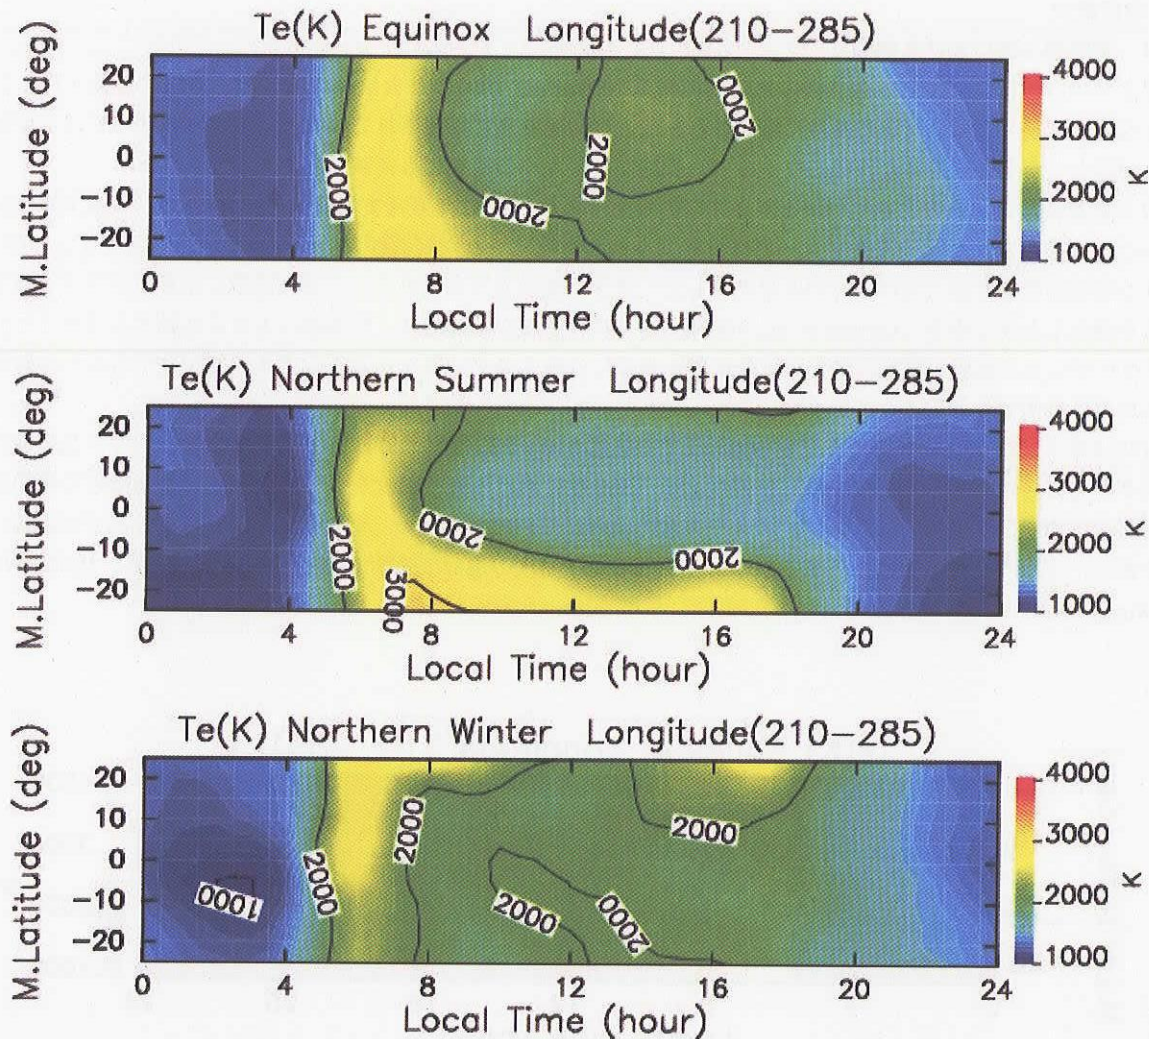 Te(K) Equinox Longitude(210-285)
M.Latitude (deg)
20
10
0
-10
-20
2000
2000
2000
2000
0 4 8 12 16 20 24
Local Time (hour)
4000
3000
2000
1000
K
Te(K) Northern Summer Longitude(210-285)
M.Latitude (deg)
20
10
0
-10
-20
2000
2000
2000
3000
0 4 8 12 16 20 24
Local Time (hour)
4000
3000
2000
1000
K
Te(K) Northern Winter Longitude(210-285)
M.Latitude (deg)
20
10
0
-10
-20
1000
2000
2000
2000
2000
2000
0 4 8 12 16 20 24
Local Time (hour)
4000
3000
2000
1000
K